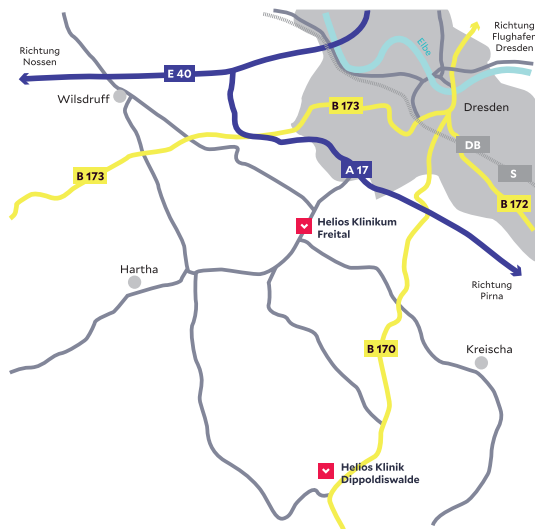 Richtung
Nossen
E 40
Richtung
Flughafen
Dresden
Elbe
Wilsdruff
B 173
Dresden
DB
S
B 173
A 17
B 172
Helios Klinikum
Freital
Hartha
Richtung
Pirna
B 170
Kreischa
Helios Klinik
Dippoldiswalde